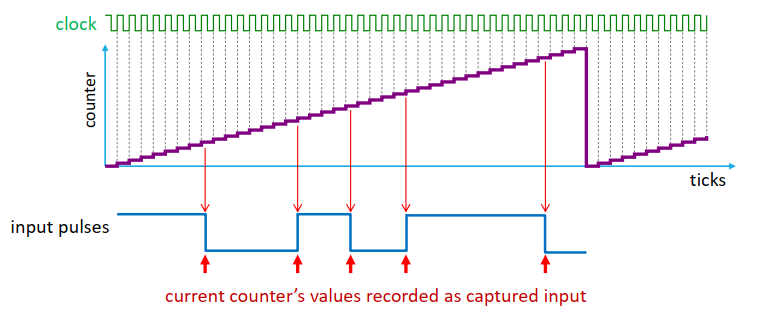 clock
counter
ticks
input pulses
current counter's values recorded as captured input